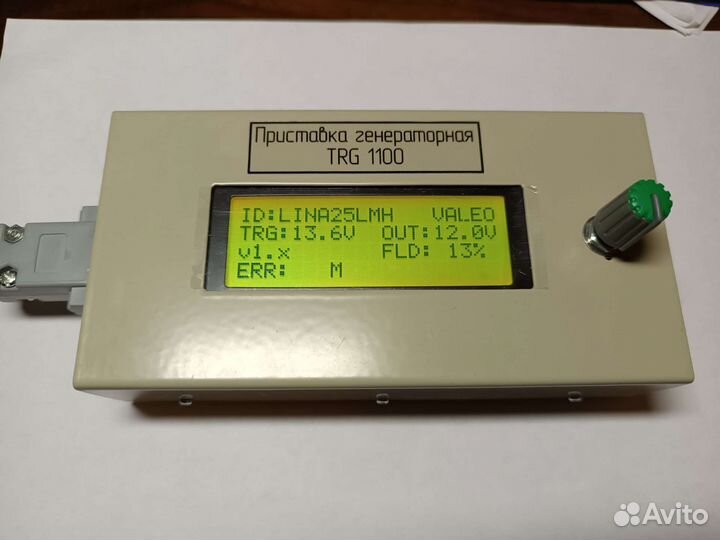 Приставка генераторная
TRG 1100
ID:LINA25LMH VALEO
TRG:13.6V OUT:12.0V
v1.x FLD: 13%
ERR: M
Avito